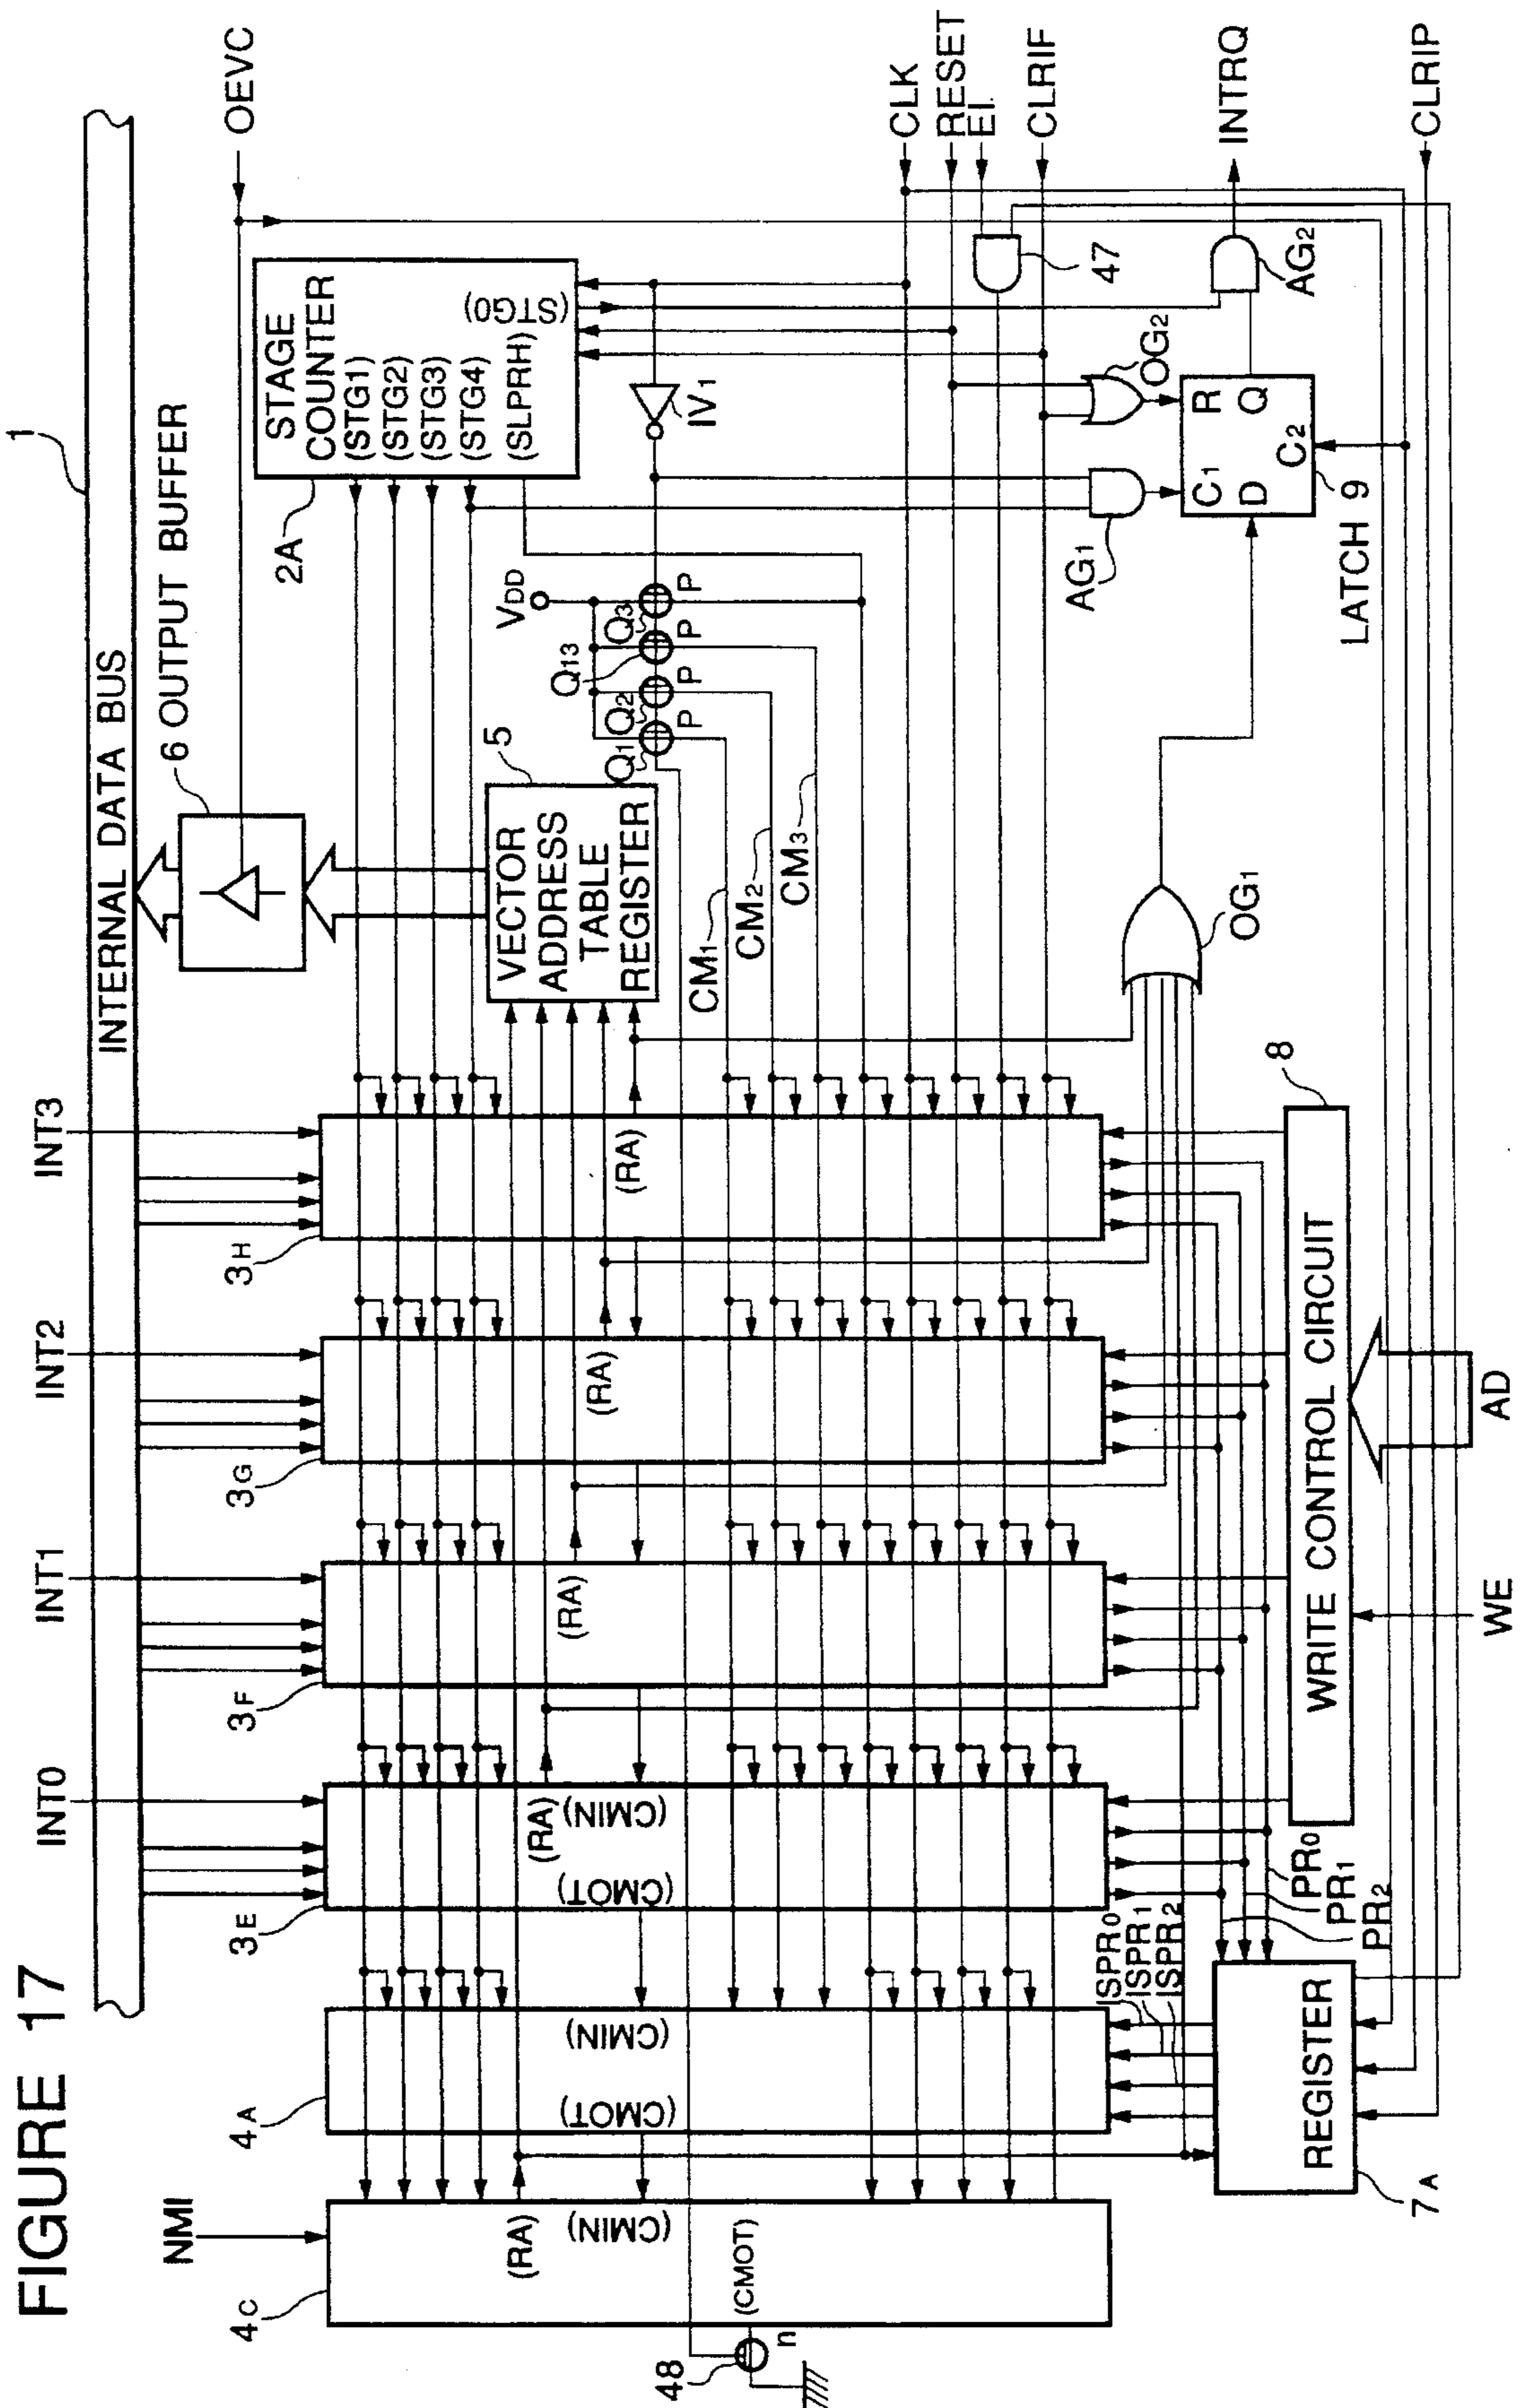 FIGURE 17
INTERNAL DATA BUS
1
OEVC
6 OUTPUT BUFFER
INT0
INT1
INT2
INT3
NMI
STAGE
COUNTER
(STG1)
(STG2)
(STG3)
(STG4)
(SLPRH)
(STG0)
2A
VECTOR
ADDRESS
TABLE
REGISTER
5
VDD
Q1
Q2
Q13
Q3
P
P
P
P
IV1
CM1
CM2
CM3
4C
(RA)
(CMIN)
(CMOT)
48
n
4A
(CMIN)
(CMOT)
3E
(RA)
(CMIN)
(CMOT)
3F
(RA)
3G
(RA)
3H
(RA)
CLK
RESET
EI.
CLRIF
INTRQ
CLRIP
47
AG2
OG2
AG1
R
Q
C1
D
C2
LATCH 9
OG1
ISPR0
ISPR1
ISPR2
PR0
PR1
PR2
REGISTER
7A
WRITE CONTROL CIRCUIT
8
WE
AD